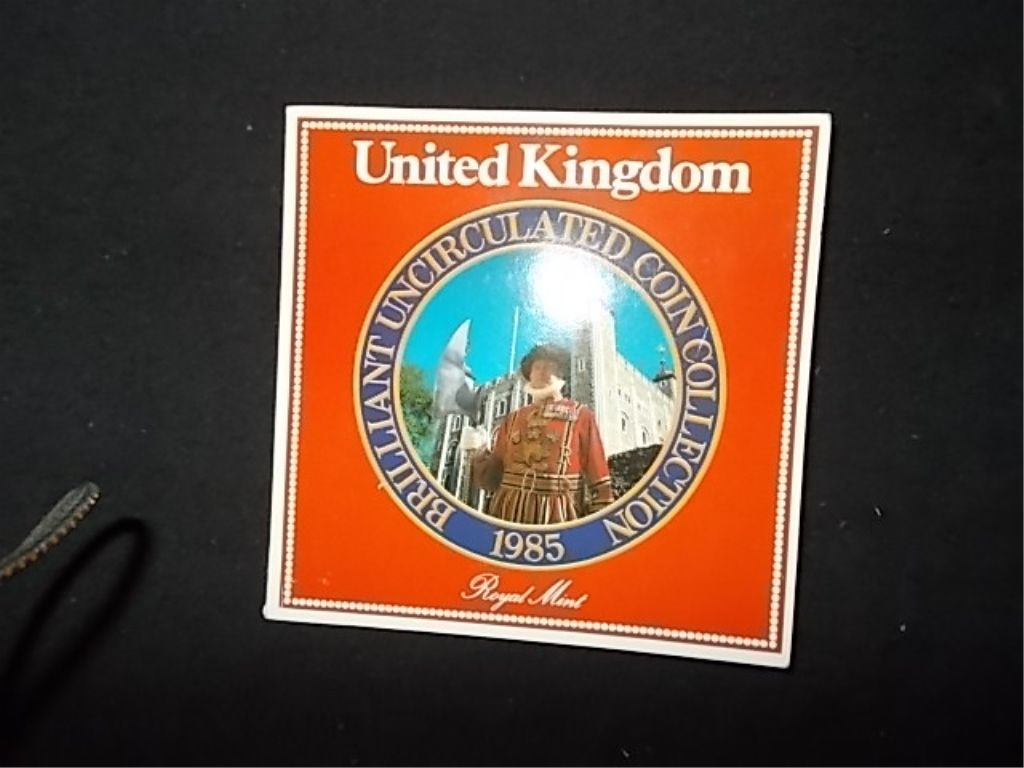 United Kingdom
BRILLIANT UNCIRCULATED COIN COLLECTION
1985
Royal Mint